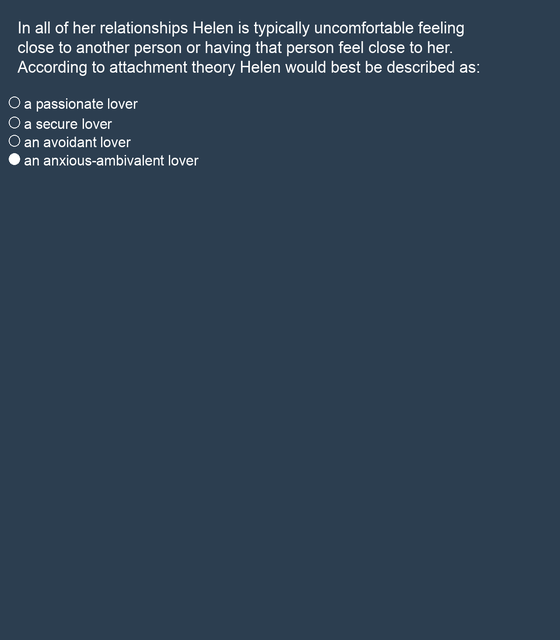 In all of her relationships Helen is typically uncomfortable feeling
close to another person or having that person feel close to her.
According to attachment theory Helen would best be described as:
a passionate lover
a secure lover
an avoidant lover
an anxious-ambivalent lover